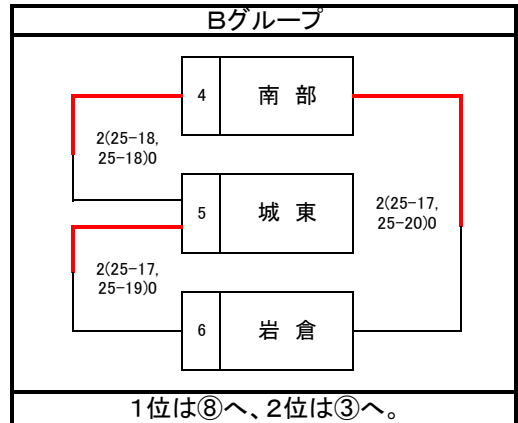 Bグループ
4 南 部
2(25-18,
25-18)0
5 城 東
2(25-17,
25-20)0
2(25-17,
25-19)0
6 岩 倉
1位は⑧へ、2位は③へ。